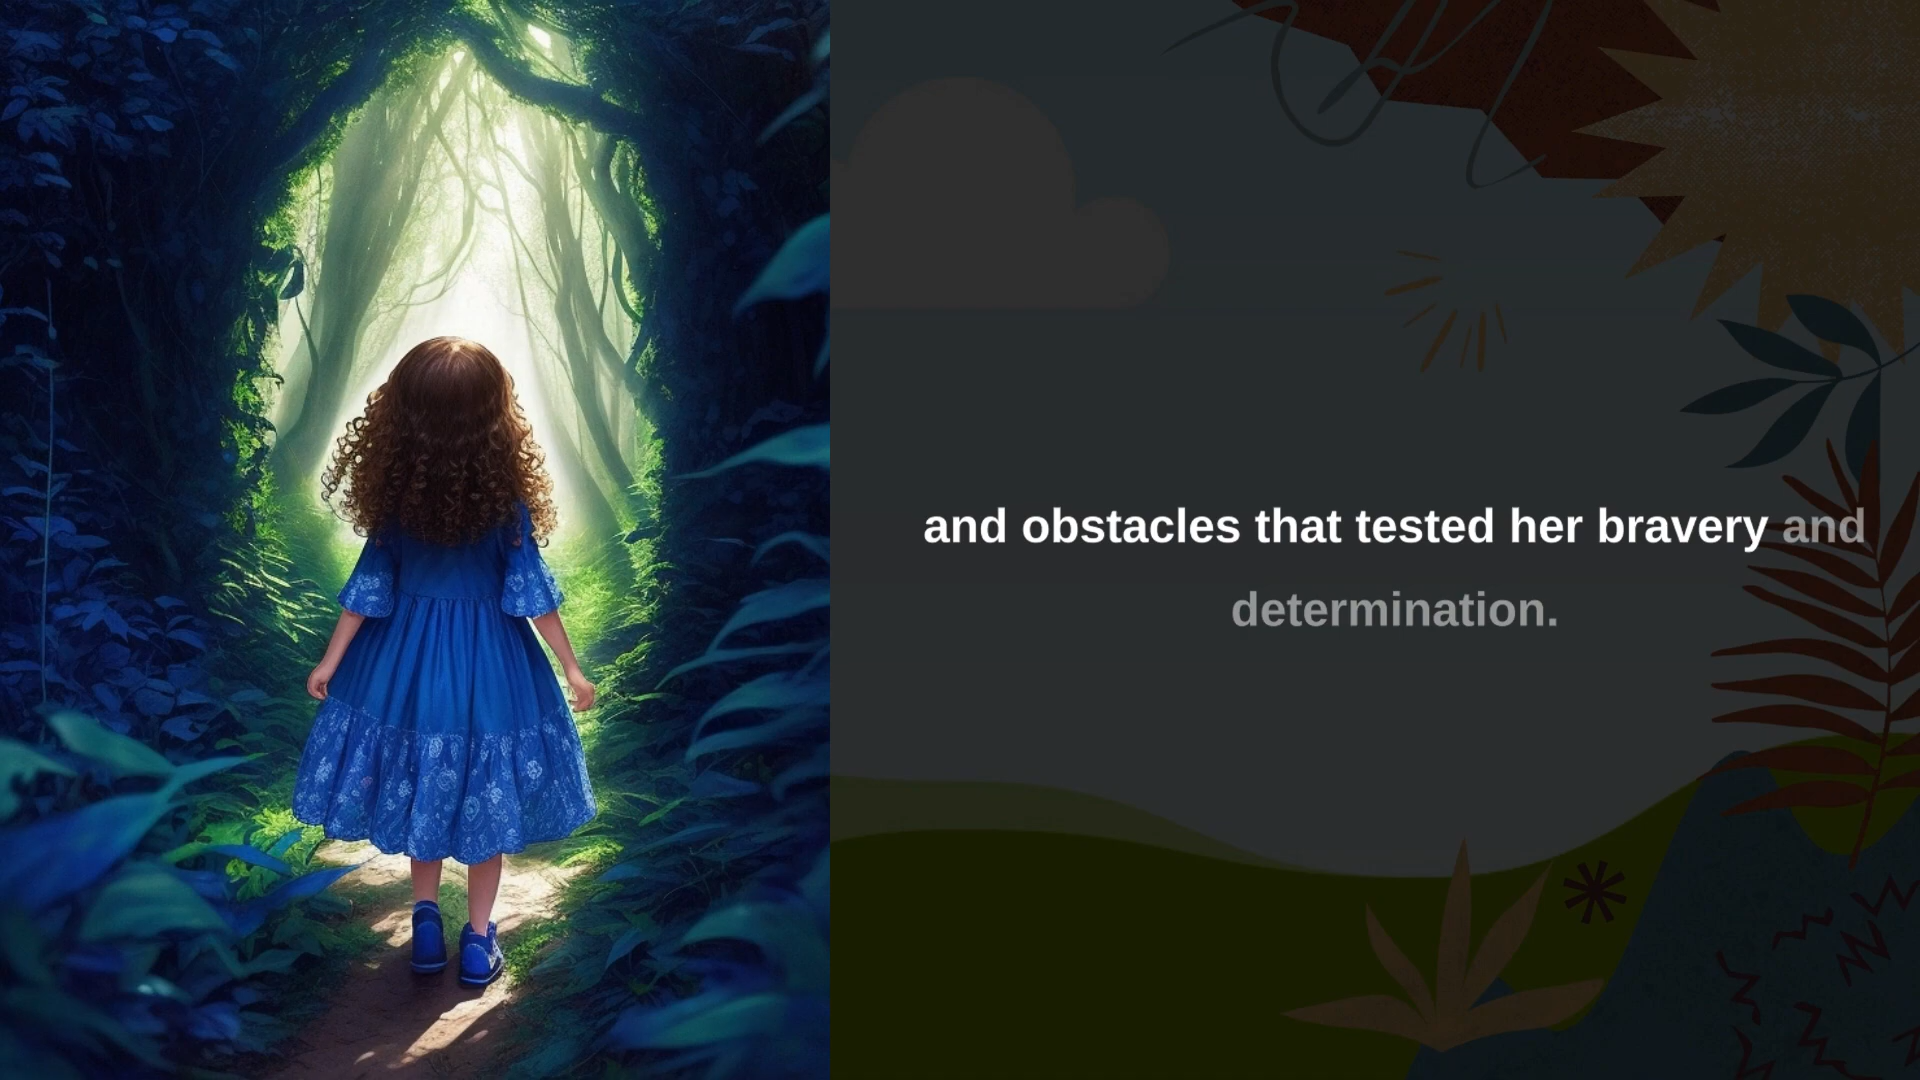 and obstacles that tested her bravery and
determination.